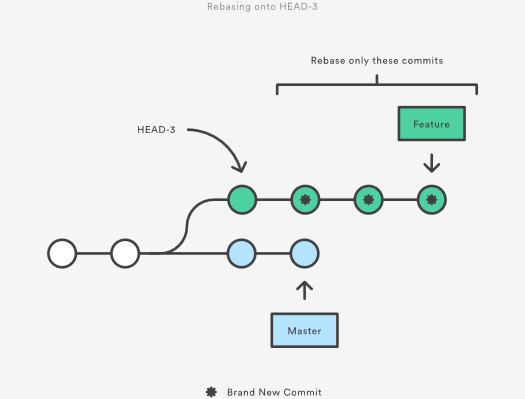 Rebasing onto HEAD-3
Rebase only these commits
Feature
HEAD-3
Master
Brand New Commit